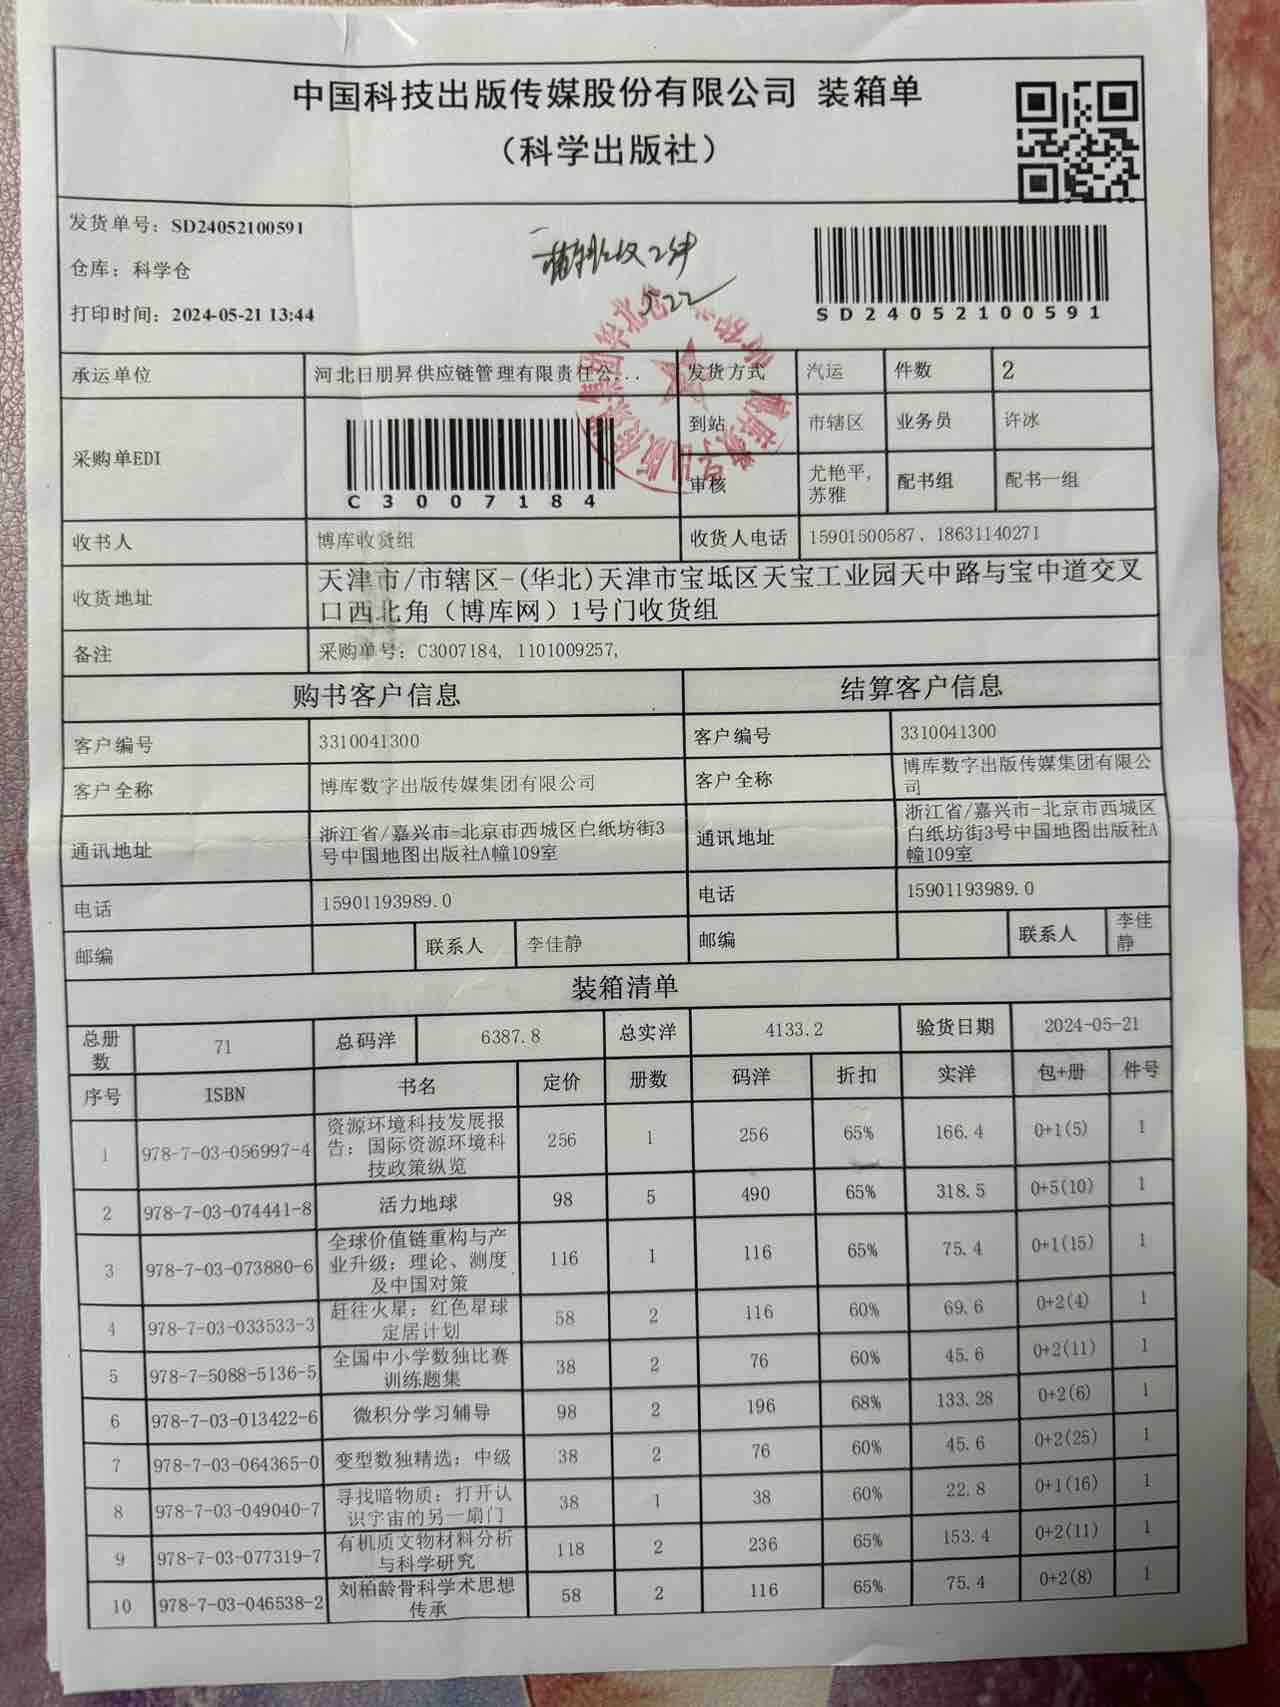 中国科技出版传媒股份有限公司 装箱单
（科学出版社）
发货单号：SD24052100591
仓库：科学仓
打印时间：2024-05-21 13:44
2件
5.22
SD24052100591
承运单位 河北日朋昇供应链管理有限责任公... 发货方式 汽运 件数 2
采购单EDI C3007184 到站 市辖区 业务员 许冰
审核 尤艳平, 苏雅 配书组 配书一组
收书人 博库收货组 收货人电话 15901500587、18631140271
收货地址 天津市/市辖区-(华北)天津市宝坻区天宝工业园天中路与宝中道交叉
口西北角（博库网）1号门收货组
备注 采购单号: C3007184, 1101009257,
购书客户信息 结算客户信息
客户编号 3310041300 客户编号 3310041300
客户全称 博库数字出版传媒集团有限公司 客户全称 博库数字出版传媒集团有限公
司
通讯地址 浙江省/嘉兴市-北京市西城区白纸坊街3
号中国地图出版社A幢109室 通讯地址 浙江省/嘉兴市-北京市西城区
白纸坊街3号中国地图出版社A
幢109室
电话 15901193989.0 电话 15901193989.0
邮编 联系人 李佳静 邮编 联系人 李佳
静
装箱清单
总册数 71 总码洋 6387.8 总实洋 4133.2 验货日期 2024-05-21
序号 ISBN 书名 定价 册数 码洋 折扣 实洋 包+册 件号
1 978-7-03-056997-4 资源环境科技发展报
告：国际资源环境科
技政策纵览 256 1 256 65% 166.4 0+1(5) 1
2 978-7-03-074441-8 活力地球 98 5 490 65% 318.5 0+5(10) 1
3 978-7-03-073880-6 全球价值链重构与产
业升级：理论、测度
及中国对策 116 1 116 65% 75.4 0+1(15) 1
4 978-7-03-033533-3 赶往火星：红色星球
定居计划 58 2 116 60% 69.6 0+2(4) 1
5 978-7-5088-5136-5 全国中小学数独比赛
训练题集 38 2 76 60% 45.6 0+2(11) 1
6 978-7-03-013422-6 微积分学习辅导 98 2 196 68% 133.28 0+2(6) 1
7 978-7-03-064365-0 变型数独精选：中级 38 2 76 60% 45.6 0+2(25) 1
8 978-7-03-049040-7 寻找暗物质：打开认
识宇宙的另一扇门 38 1 38 60% 22.8 0+1(16) 1
9 978-7-03-077319-7 有机质文物材料分析
与科学研究 118 2 236 65% 153.4 0+2(11) 1
10 978-7-03-046538-2 刘柏龄骨科学术思想
传承 58 2 116 65% 75.4 0+2(8) 1